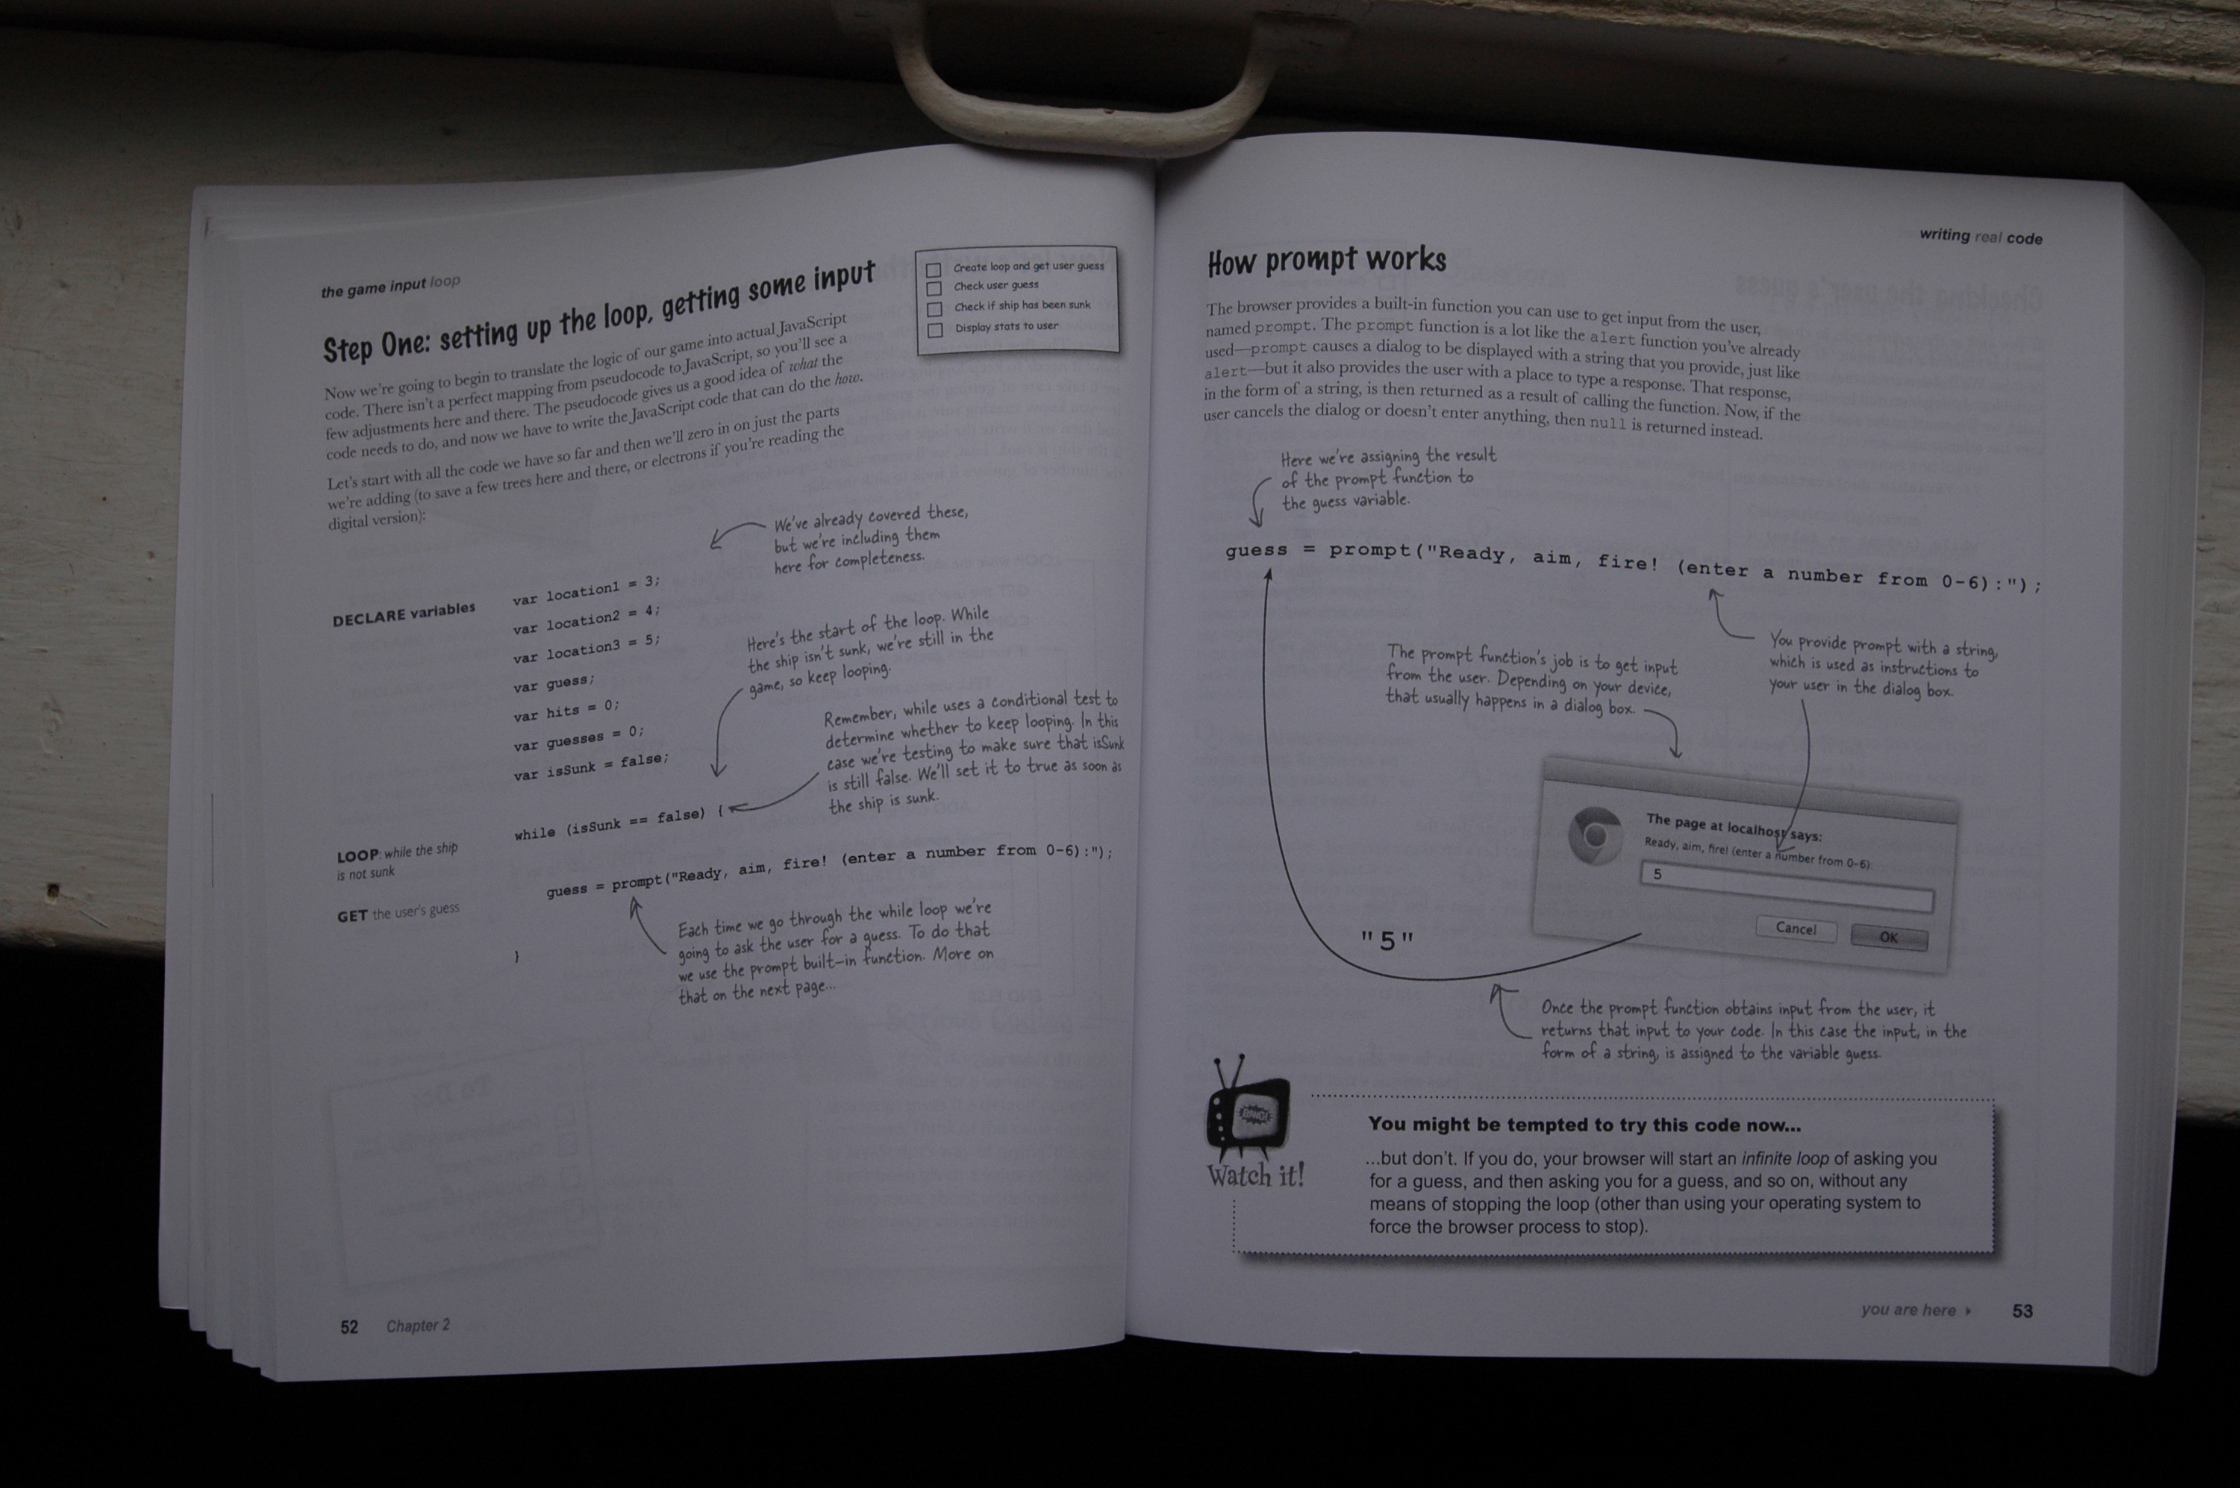 the game input loop
Step One: setting up the loop, getting some input
Create loop and get user guess
Check user guess
Check if ship has been sunk
Display stats to user
Now we're going to begin to translate the logic of our game into actual JavaScript
code. There isn't a perfect mapping from pseudocode to JavaScript, so you'll see a
few adjustments here and there. The pseudocode gives us a good idea of what the
code needs to do, and now we have to write the JavaScript code that can do the how.
Let's start with all the code we have so far and then we'll zero in on just the parts
we're adding (to save a few trees here and there, or electrons if you're reading the
digital version):
We've already covered these,
but we're including them
here for completeness.
DECLARE variables
var location1 = 3;
var location2 = 4;
var location3 = 5;
var guess;
var hits = 0;
var guesses = 0;
var isSunk = false;
Here's the start of the loop. While
the ship isn't sunk, we're still in the
game, so keep looping.
Remember, while uses a conditional test to
determine whether to keep looping. In this
case we're testing to make sure that isSunk
is still false. We'll set it to true as soon as
the ship is sunk.
LOOP: while the ship
is not sunk
while (isSunk == false) {
GET the user's guess
guess = prompt("Ready, aim, fire! (enter a number from 0-6):");
Each time we go through the while loop we're
going to ask the user for a guess. To do that
we use the prompt built-in function. More on
that on the next page...
}
52 Chapter 2
writing real code
How prompt works
The browser provides a built-in function you can use to get input from the user,
named prompt. The prompt function is a lot like the alert function you've already
used—prompt causes a dialog to be displayed with a string that you provide, just like
alert—but it also provides the user with a place to type a response. That response,
in the form of a string, is then returned as a result of calling the function. Now, if the
user cancels the dialog or doesn't enter anything, then null is returned instead.
Here we're assigning the result
of the prompt function to
the guess variable.
guess = prompt("Ready, aim, fire! (enter a number from 0-6):");
The prompt function's job is to get input
from the user. Depending on your device,
that usually happens in a dialog box.
You provide prompt with a string,
which is used as instructions to
your user in the dialog box.
The page at localhost says:
Ready, aim, fire! (enter a number from 0-6):
5
Cancel OK
"5"
Once the prompt function obtains input from the user, it
returns that input to your code. In this case the input, in the
form of a string, is assigned to the variable guess.
BANG!
Watch it!
You might be tempted to try this code now...
...but don't. If you do, your browser will start an infinite loop of asking you
for a guess, and then asking you for a guess, and so on, without any
means of stopping the loop (other than using your operating system to
force the browser process to stop).
you are here 53